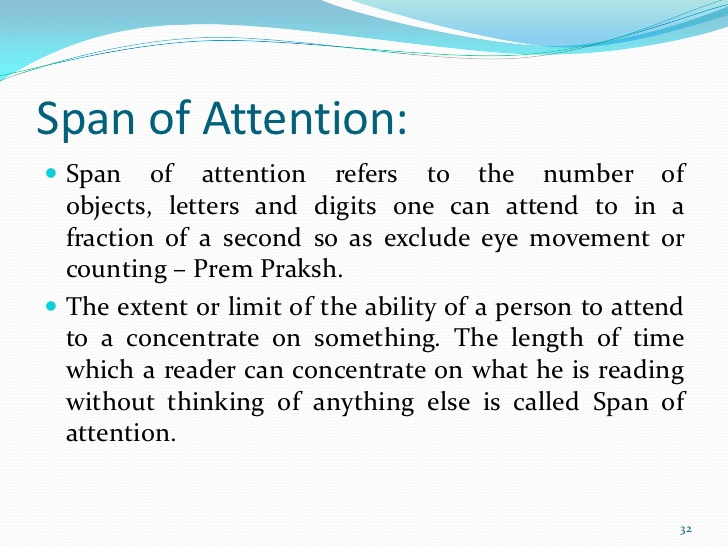 Span of Attention:
Span of attention refers to the number of
objects, letters and digits one can attend to in a
fraction of a second so as exclude eye movement or
counting – Prem Praksh.
The extent or limit of the ability of a person to attend
to a concentrate on something. The length of time
which a reader can concentrate on what he is reading
without thinking of anything else is called Span of
attention.
32